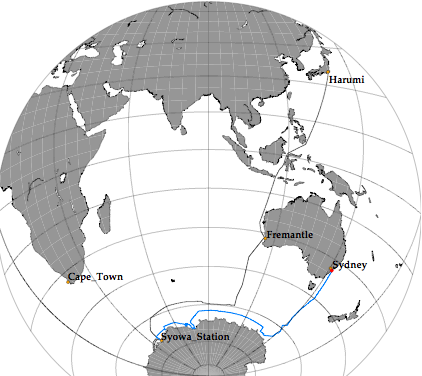 Harumi
Fremantle
Sydney
Cape_Town
Syowa_Station